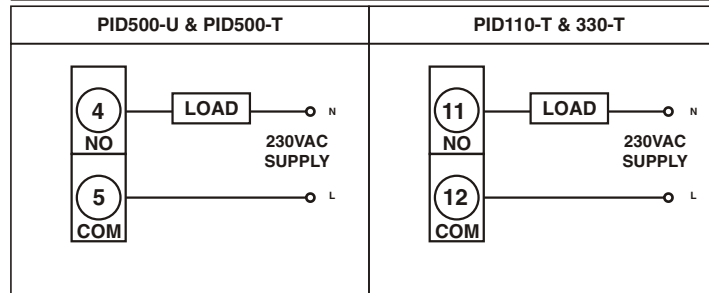 PID500-U & PID500-T
4
LOAD
N
NO
230VAC
SUPPLY
5
L
COM
PID110-T & 330-T
11
LOAD
N
NO
230VAC
SUPPLY
12
L
COM